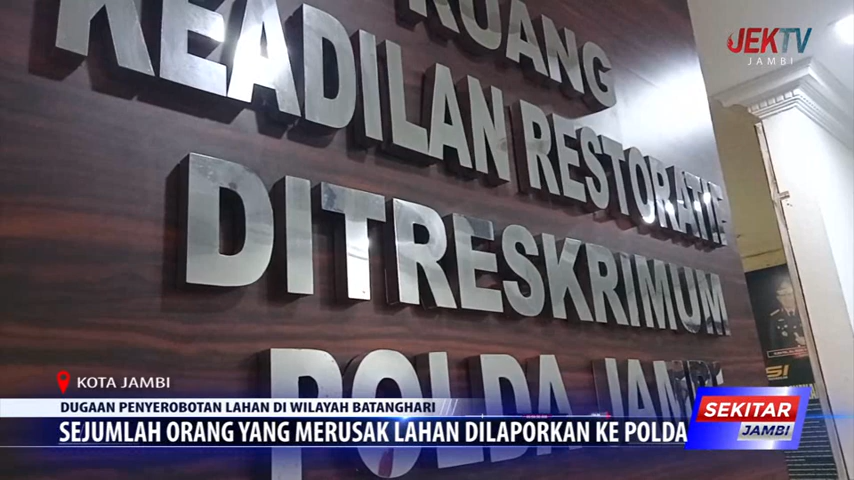 JEKTV
JAMBI
RUANG
KEADILAN RESTORATIF
DITRESKRIMUM
POLDA JAMBI
KOTA JAMBI
DUGAAN PENYEROBOTAN LAHAN DI WILAYAH BATANGHARI
SEJUMLAH ORANG YANG MERUSAK LAHAN DILAPORKAN KE POLDA
SEKITAR
JAMBI